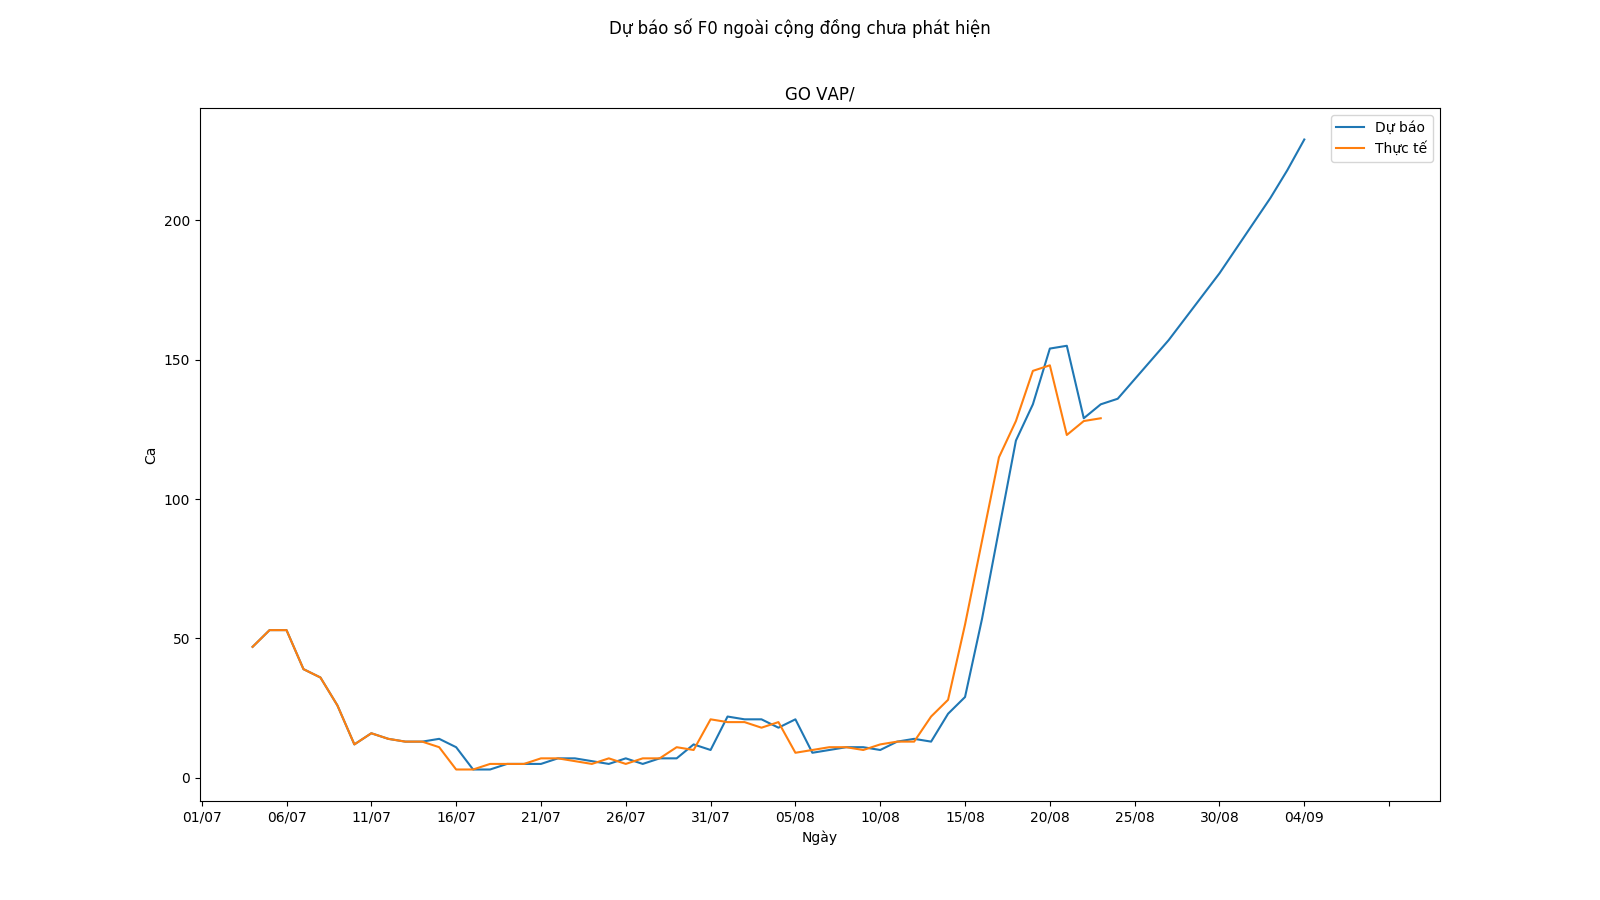 Dự báo số F0 ngoài cộng đồng chưa phát hiện
GO VAP/
Dự báo
Thực tế
200
150
100
50
0
Ca
01/07 06/07 11/07 16/07 21/07 26/07 31/07 05/08 10/08 15/08 20/08 25/08 30/08 04/09
Ngày